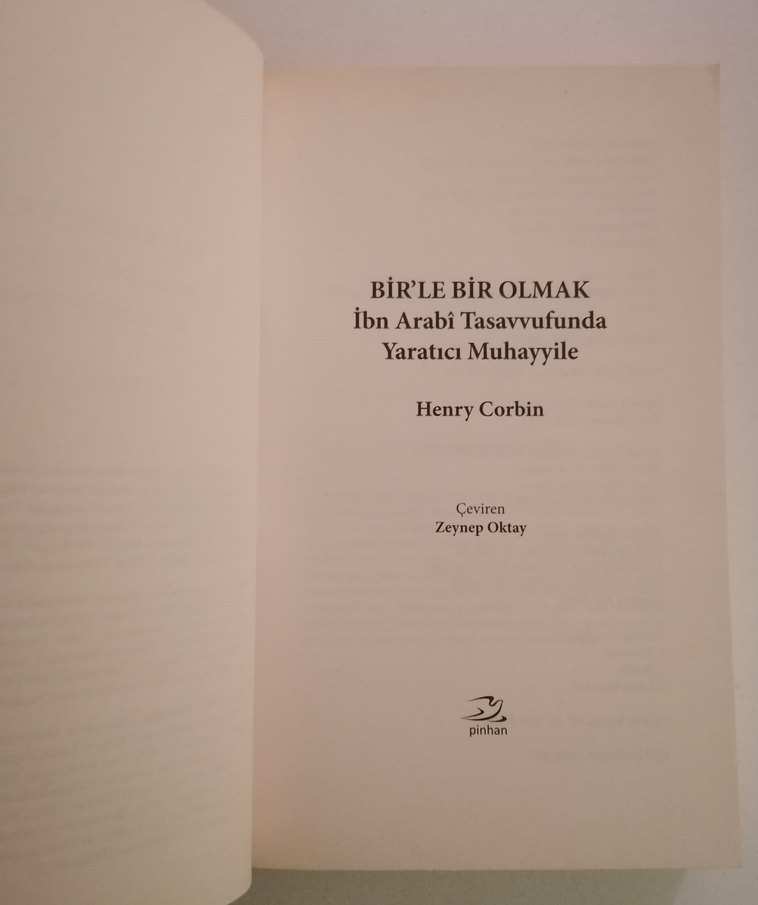 BİR’LE BİR OLMAK
İbn Arabî Tasavvufunda
Yaratıcı Muhayyile
Henry Corbin
Çeviren
Zeynep Oktay
pinhan